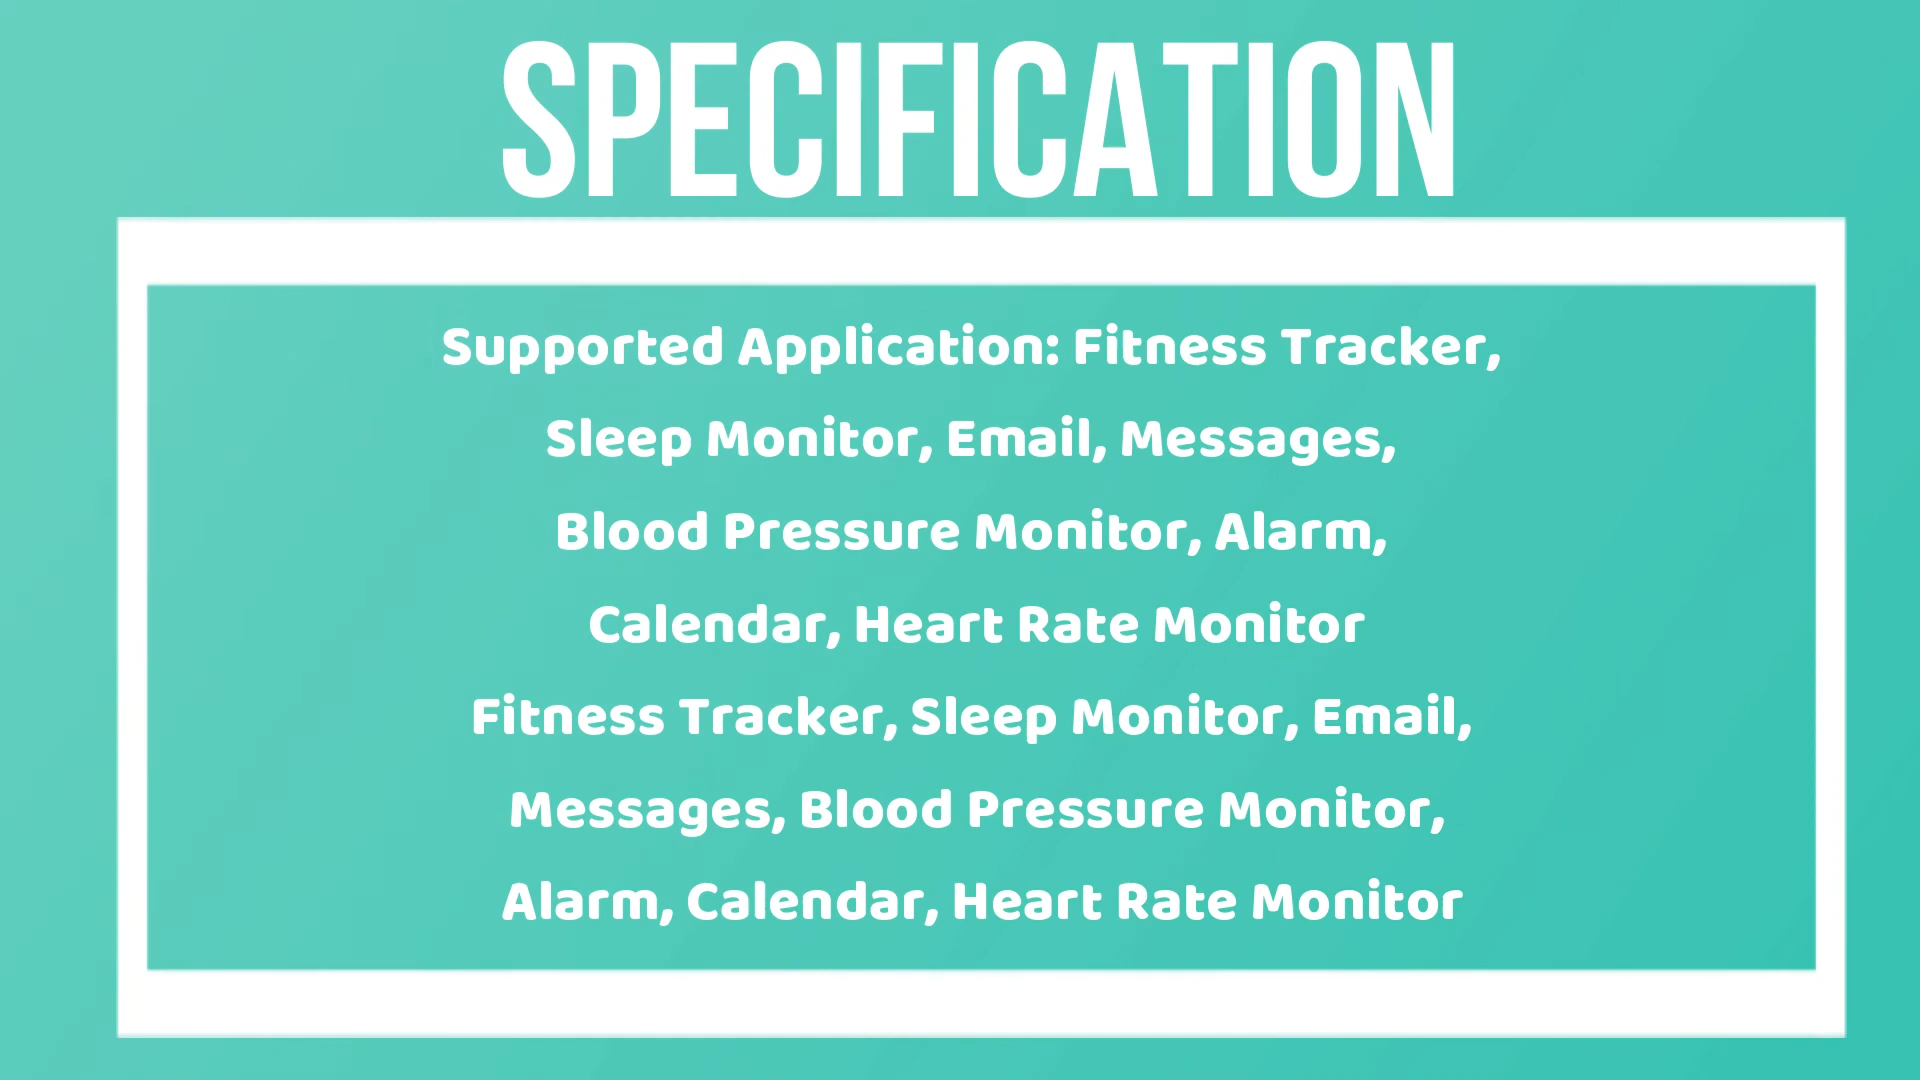 SPECIFICATION
Supported Application: Fitness Tracker,
Sleep Monitor, Email, Messages,
Blood Pressure Monitor, Alarm,
Calendar, Heart Rate Monitor
Fitness Tracker, Sleep Monitor, Email,
Messages, Blood Pressure Monitor,
Alarm, Calendar, Heart Rate Monitor